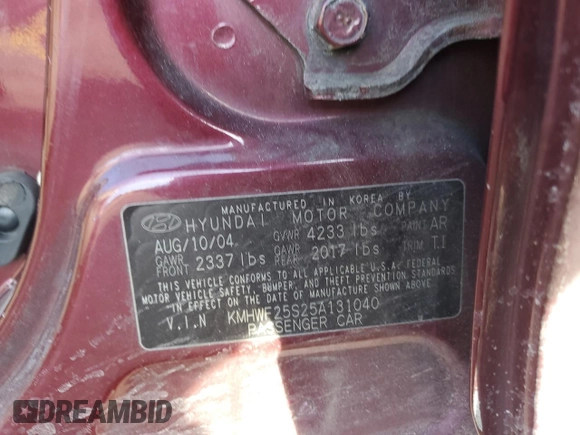 MANUFACTURED IN KOREA BY
HYUNDAI MOTOR COMPANY
AUG/10/04 GVWR 4233 lbs PAINT AR
GAWR FRONT 2337 lbs GAWR REAR 2017 lbs TRIM TI
THIS VEHICLE CONFORMS TO ALL APPLICABLE U.S.A. FEDERAL
MOTOR VEHICLE SAFETY, BUMPER, AND THEFT PREVENTION STANDARDS
IN EFFECT ON THE DATE OF MANUFACTURE SHOWN ABOVE
V.I.N KMHWF25S25A131040
PASSENGER CAR
DREAMBID